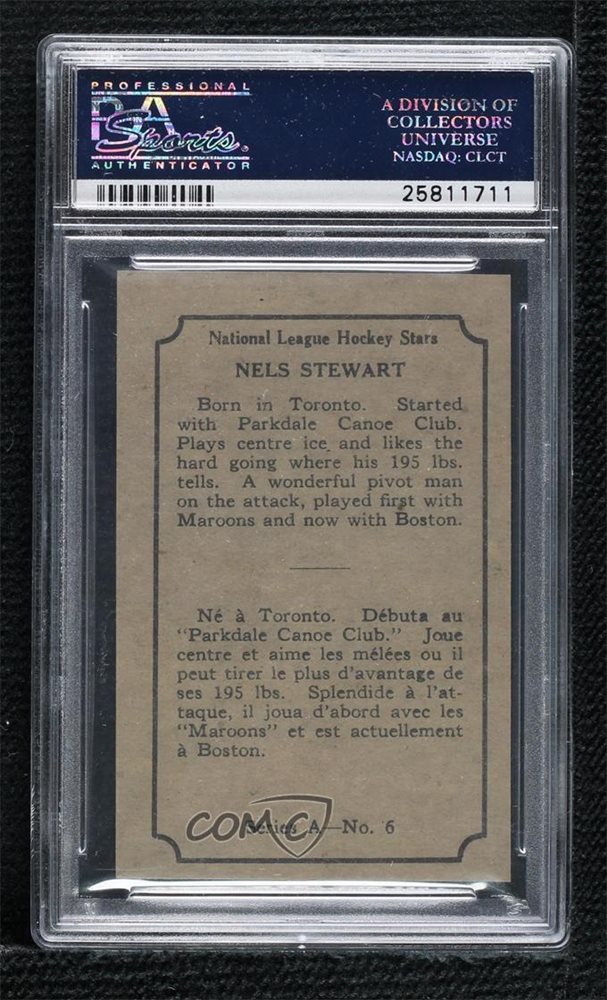 PROFESSIONAL
PSA
Sports
AUTHENTICATOR
A DIVISION OF
COLLECTORS
UNIVERSE
NASDAQ: CLCT
25811711
National League Hockey Stars
NELS STEWART
Born in Toronto. Started
with Parkdale Canoe Club.
Plays centre ice and likes the
hard going where his 195 lbs.
tells. A wonderful pivot man
on the attack, played first with
Maroons and now with Boston.
Né à Toronto. Débuta au
"Parkdale Canoe Club." Joue
centre et aime les mélées ou il
peut tirer le plus d'avantage de
ses 195 lbs. Splendide à l'at-
taque, il joua d'abord avec les
"Maroons" et est actuellement
à Boston.
Series A—No. 6
COMC